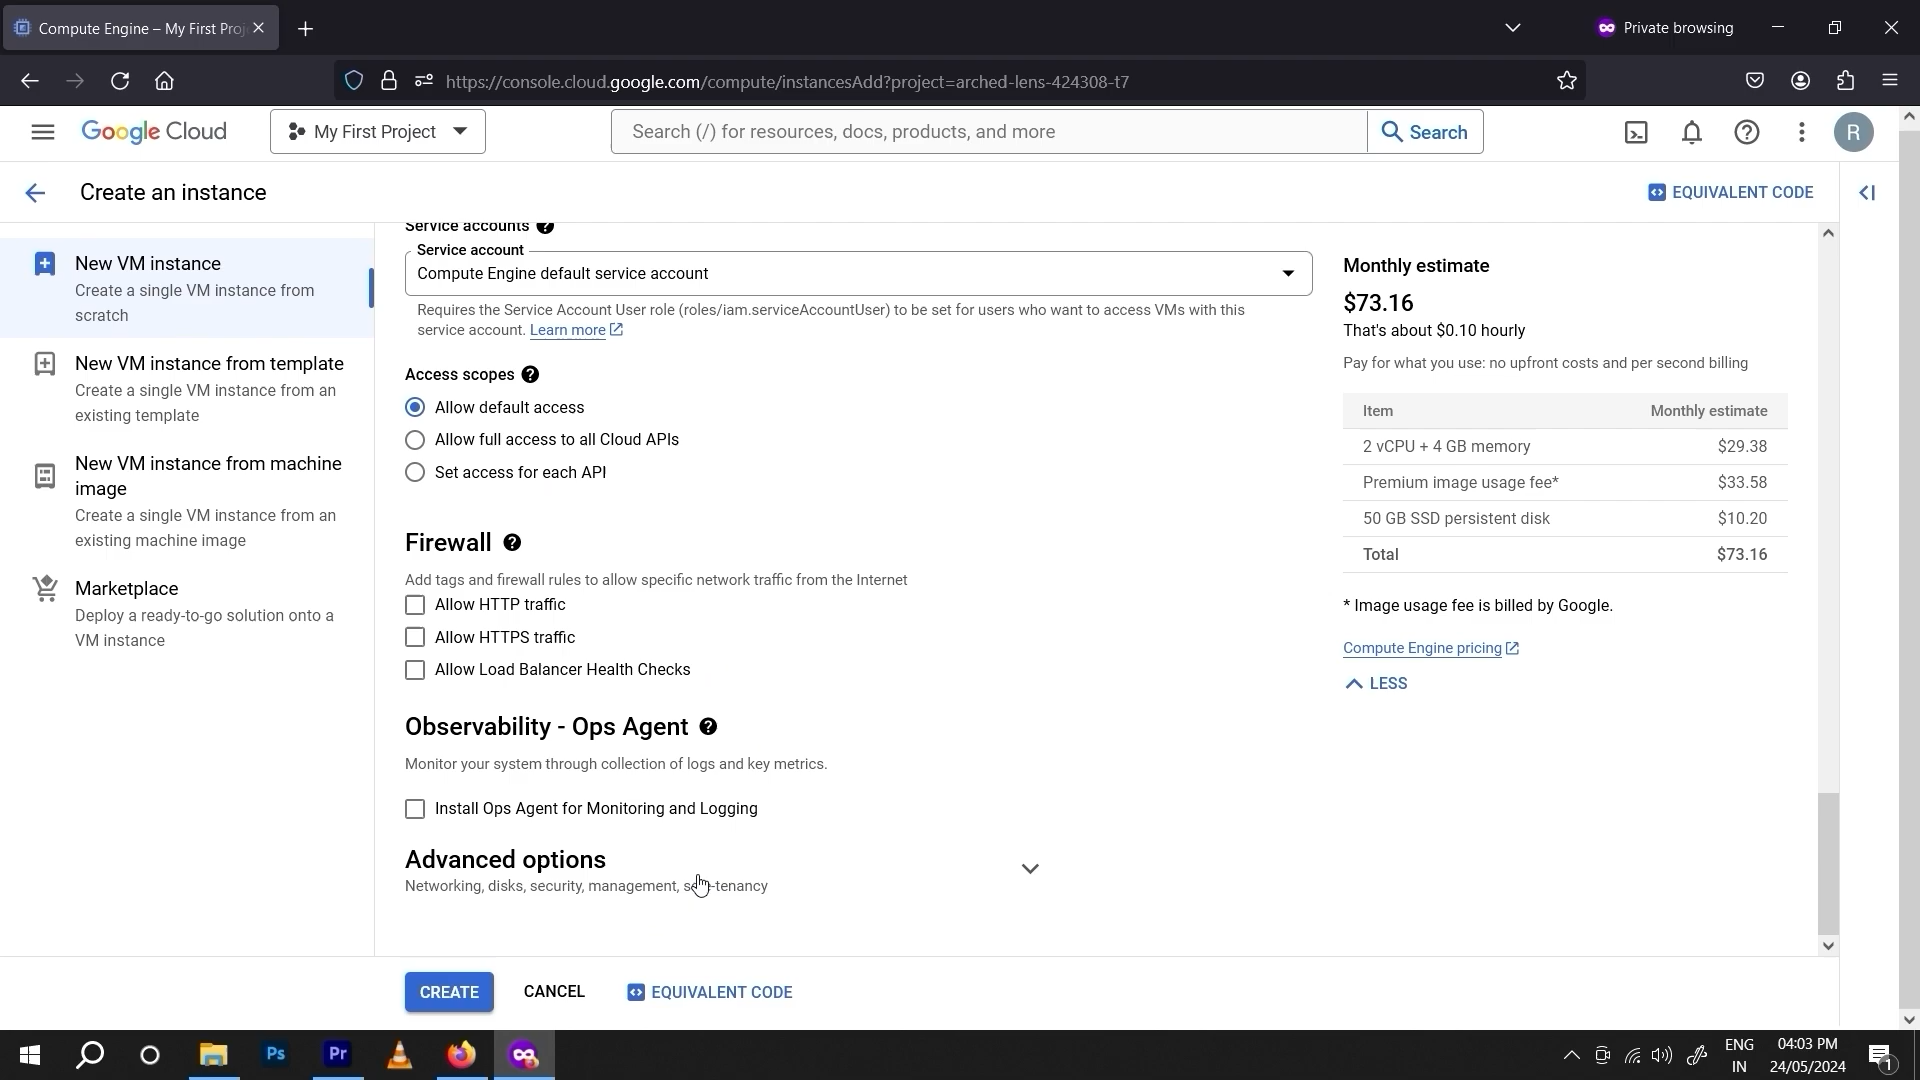 Compute Engine – My First Proj
Private browsing
https://console.cloud.google.com/compute/instancesAdd?project=arched-lens-424308-t7
Google Cloud
My First Project
Search (/) for resources, docs, products, and more
Search
R
Create an instance
EQUIVALENT CODE
New VM instance
Create a single VM instance from
scratch
New VM instance from template
Create a single VM instance from an
existing template
New VM instance from machine
image
Create a single VM instance from an
existing machine image
Marketplace
Deploy a ready-to-go solution onto a
VM instance
Service accounts
Service account
Compute Engine default service account
Requires the Service Account User role (roles/iam.serviceAccountUser) to be set for users who want to access VMs with this
service account. Learn more
Access scopes
Allow default access
Allow full access to all Cloud APIs
Set access for each API
Firewall
Add tags and firewall rules to allow specific network traffic from the Internet
Allow HTTP traffic
Allow HTTPS traffic
Allow Load Balancer Health Checks
Observability - Ops Agent
Monitor your system through collection of logs and key metrics.
Install Ops Agent for Monitoring and Logging
Advanced options
Networking, disks, security, management, -tenancy
Monthly estimate
$73.16
That's about $0.10 hourly
Pay for what you use: no upfront costs and per second billing
Item Monthly estimate
2 vCPU + 4 GB memory $29.38
Premium image usage fee* $33.58
50 GB SSD persistent disk $10.20
Total $73.16
* Image usage fee is billed by Google.
Compute Engine pricing
LESS
CREATE
CANCEL
EQUIVALENT CODE
Ps
Pr
ENG
IN
04:03 PM
24/05/2024
1